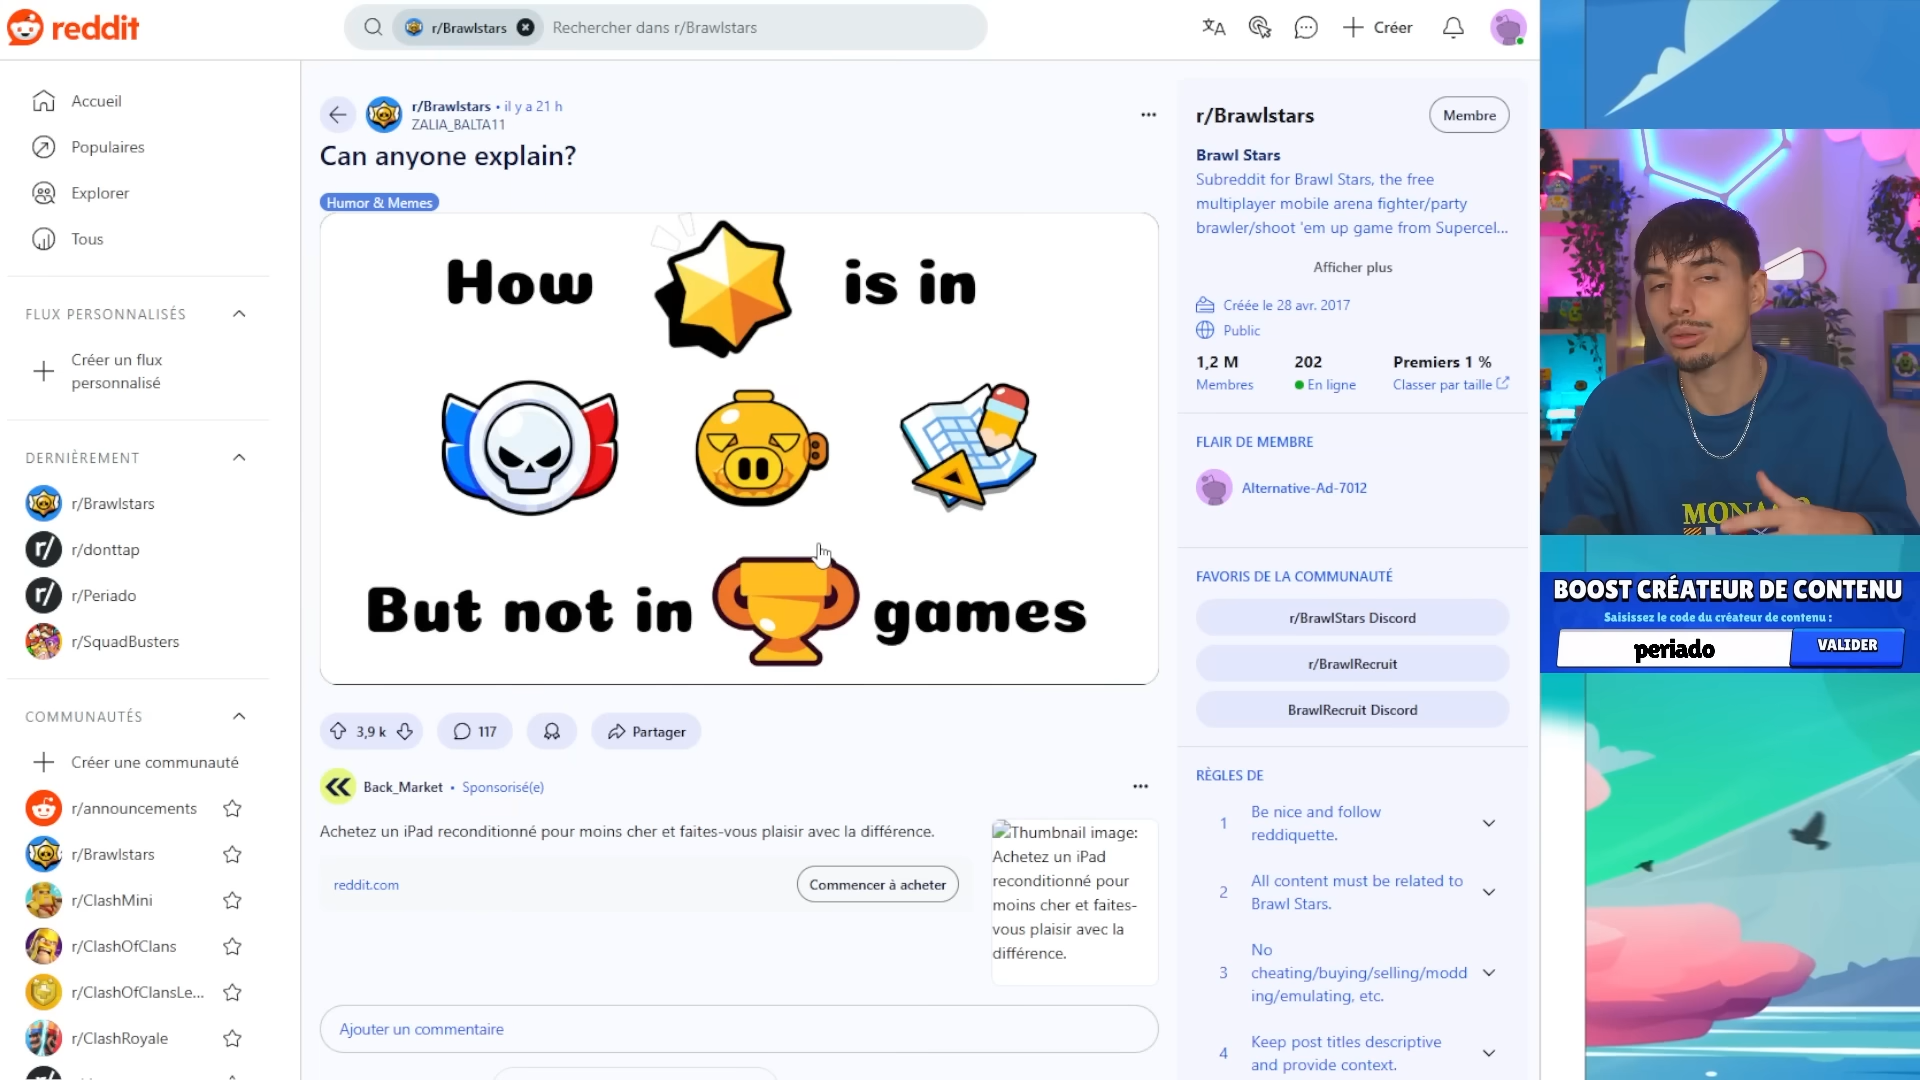 reddit
r/Brawlstars
Rechercher dans r/Brawlstars
Créer
Accueil
Populaires
Explorer
Tous
FLUX PERSONNALISÉS
Créer un flux
personnalisé
DERNIÈREMENT
r/Brawlstars
r/donttap
r/Periado
r/SquadBusters
COMMUNAUTÉS
Créer une communauté
r/announcements
r/Brawlstars
r/ClashMini
r/ClashOfClans
r/ClashOfClansLe...
r/ClashRoyale
r/Brawlstars • il y a 21 h
ZALIA_BALTA11
Can anyone explain?
Humor & Memes
How is in
But not in games
3,9 k
117
Partager
Back_Market • Sponsorisé(e)
Achetez un iPad reconditionné pour moins cher et faites-vous plaisir avec la différence.
reddit.com
Commencer à acheter
Thumbnail image:
Achetez un iPad
reconditionné pour
moins cher et faites-
vous plaisir avec la
différence.
Ajouter un commentaire
r/Brawlstars
Membre
Brawl Stars
Subreddit for Brawl Stars, the free
multiplayer mobile arena fighter/party
brawler/shoot 'em up game from Supercel...
Afficher plus
Créée le 28 avr. 2017
Public
1,2 M
Membres
202
En ligne
Premiers 1 %
Classer par taille
FLAIR DE MEMBRE
Alternative-Ad-7012
FAVORIS DE LA COMMUNAUTÉ
r/BrawlStars Discord
r/BrawlRecruit
BrawlRecruit Discord
RÈGLES DE
1 Be nice and follow
reddiquette.
2 All content must be related to
Brawl Stars.
3 No
cheating/buying/selling/modd
ing/emulating, etc.
4 Keep post titles descriptive
and provide context.
BOOST CRÉATEUR DE CONTENU
Saisissez le code du créateur de contenu :
periado
VALIDER